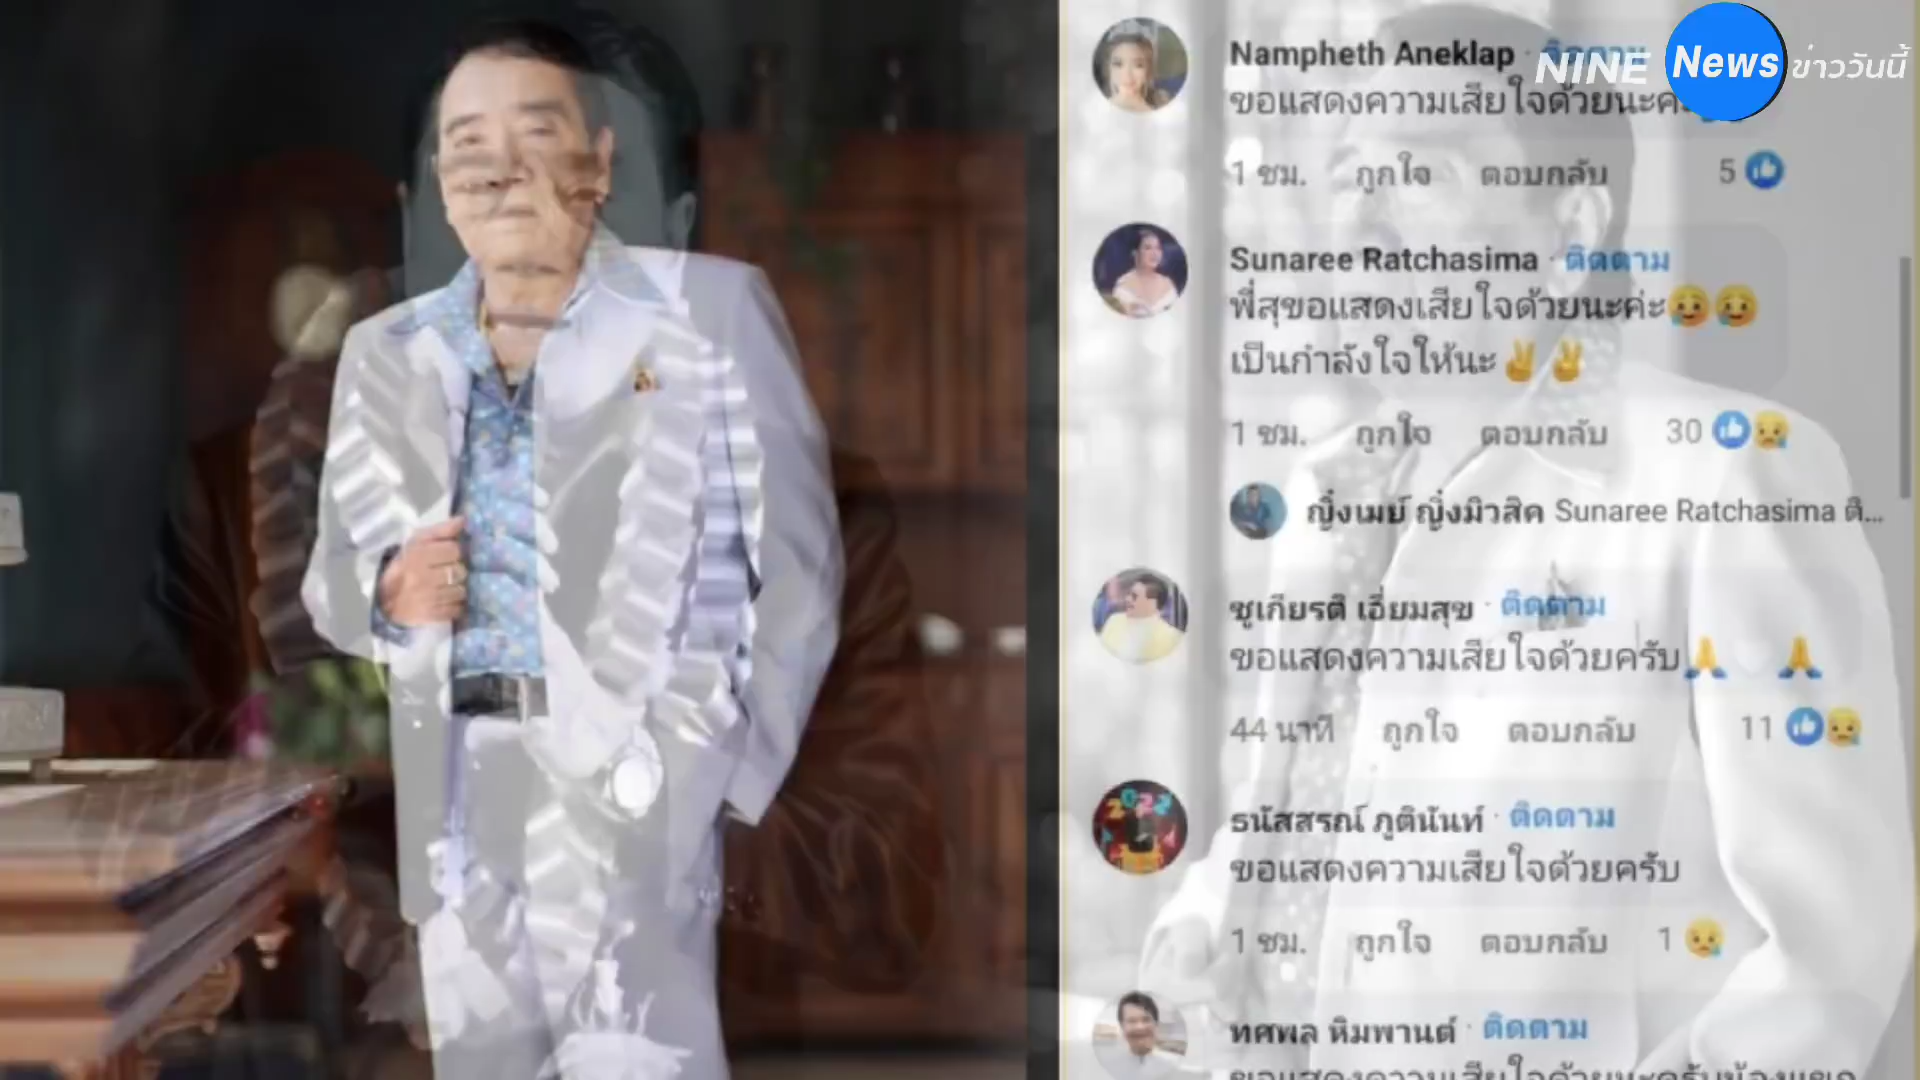 NINE News ข่าววันนี้
Nampheth Aneklap · ติดตาม
ขอแสดงความเสียใจด้วยนะคะ
1 ชม. ถูกใจ ตอบกลับ 5
Sunaree Ratchasima · ติดตาม
พี่สุขอแสดงเสียใจด้วยนะค่ะ😥😥
เป็นกำลังใจให้นะ✌✌
1 ชม. ถูกใจ ตอบกลับ 30
ญิ๋งเมย์ ญิ๋งมิวสิค Sunaree Ratchasima ติ...
ชูเกียรติ เอี่ยมสุข · ติดตาม
ขอแสดงความเสียใจด้วยครับ🙏 🙏
44 นาที ถูกใจ ตอบกลับ 11
2022
ธนัสสรณ์ ภูตินันท์ · ติดตาม
ขอแสดงความเสียใจด้วยครับ
1 ชม. ถูกใจ ตอบกลับ 1
ทศพล หิมพานต์ · ติดตาม